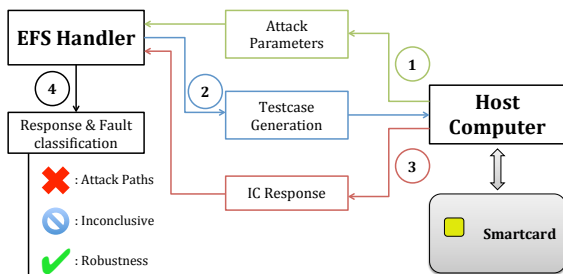 EFS Handler
Attack
Parameters
1
4
2
Testcase
Generation
Host
Computer
Response & Fault
classification
3
: Attack Paths
IC Response
: Inconclusive
Smartcard
: Robustness